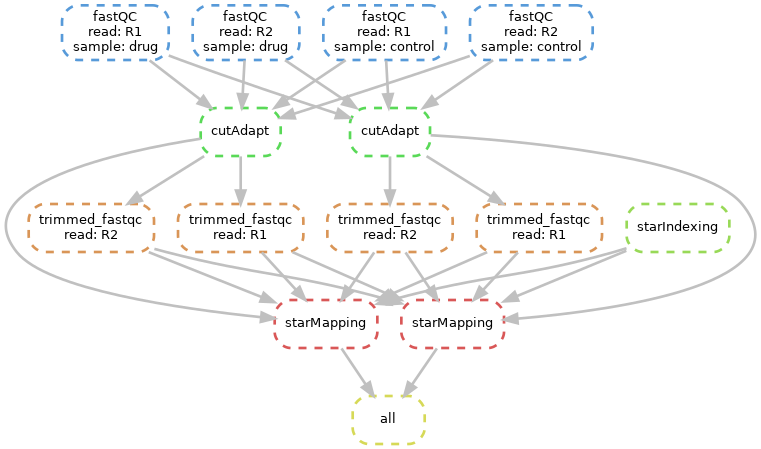 fastQC
read: R1
sample: drug
fastQC
read: R2
sample: drug
fastQC
read: R1
sample: control
fastQC
read: R2
sample: control
cutAdapt
cutAdapt
trimmed_fastqc
read: R2
trimmed_fastqc
read: R1
trimmed_fastqc
read: R2
trimmed_fastqc
read: R1
starIndexing
starMapping
starMapping
all